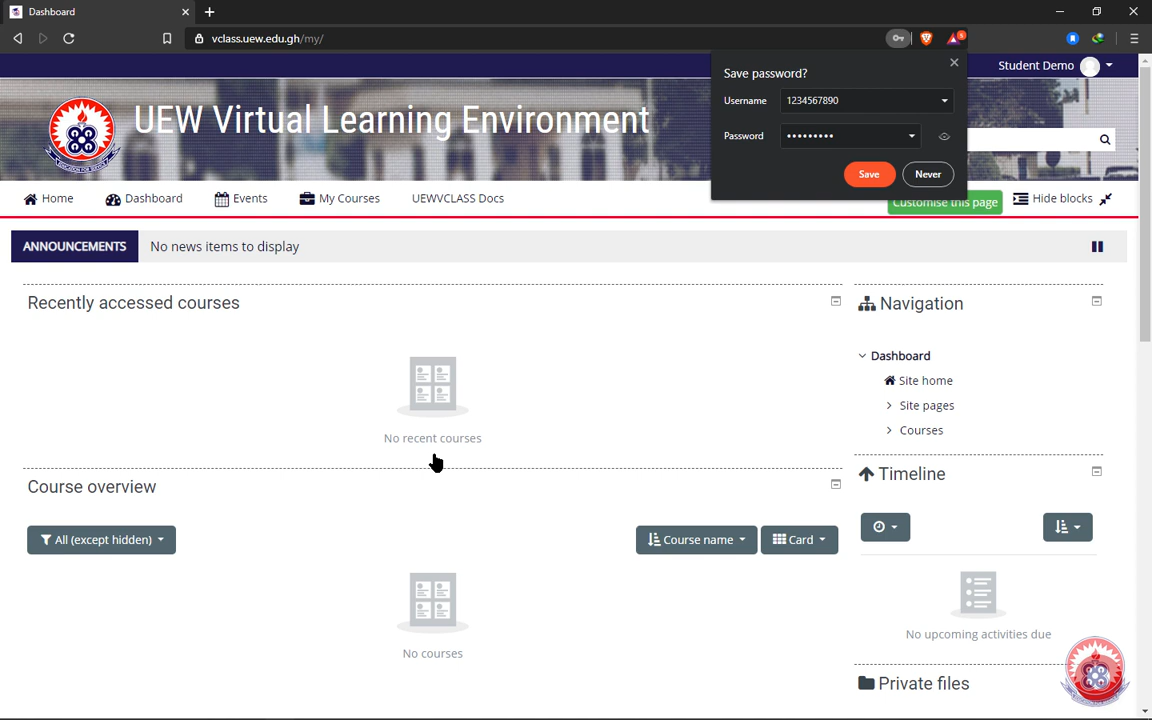 Dashboard
vclass.uew.edu.gh/my/
5
Save password?
Username 1234567890
Password •••••••••
Save Never
Student Demo
UEW Virtual Learning Environment
Home Dashboard Events My Courses UEWVCLASS Docs
Customise this page Hide blocks
ANNOUNCEMENTS No news items to display
Recently accessed courses
No recent courses
Course overview
All (except hidden) Course name Card
No courses
Navigation
Dashboard
Site home
Site pages
Courses
Timeline
No upcoming activities due
Private files